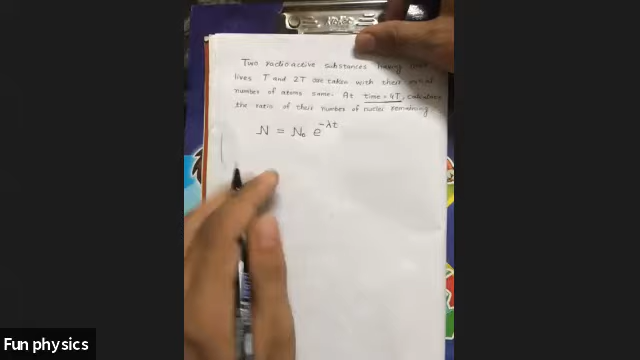 Two radioactive substances having half
lives T and 2T are taken with their initial
number of atoms same. At time = 4T, calculate
the ratio of their number of nuclei remaining
N = N₀ e^{-λt}
Fun physics